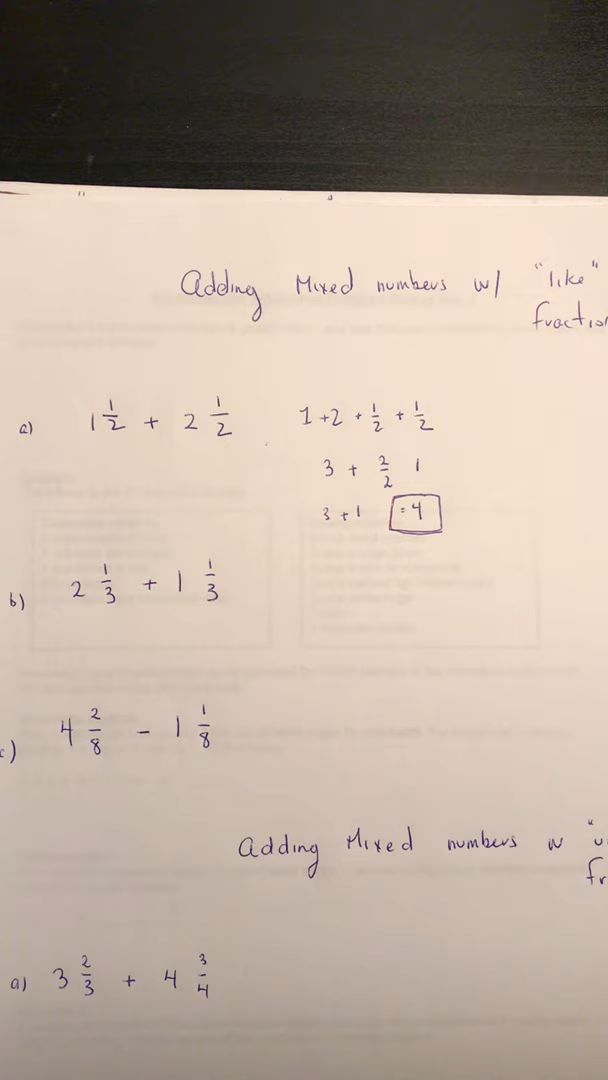 Adding Mixed numbers w/ "like"
fraction
a) 1 1/2 + 2 1/2 1+2 + 1/2 + 1/2
3 + 2/2 1
3+1 =4
b) 2 1/3 + 1 1/3
c) 4 2/8 - 1 1/8
Adding Mixed numbers w
a) 3 2/3 + 4 3/4